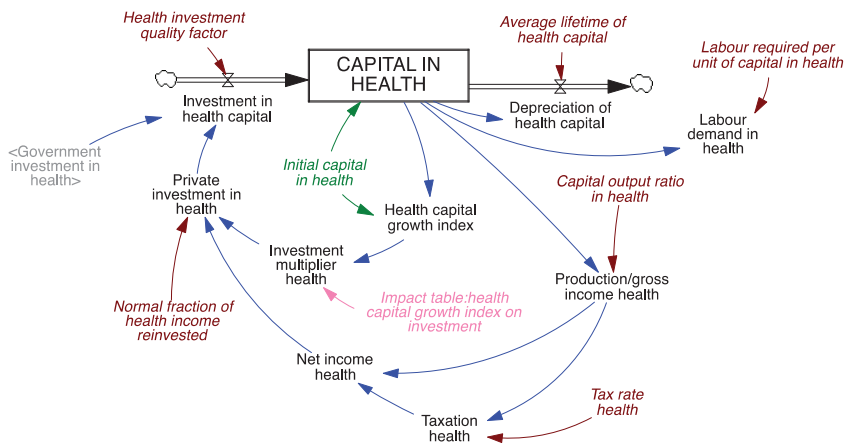 Health investment
quality factor
CAPITAL IN
HEALTH
Average lifetime of
health capital
Labour required per
unit of capital in health
Investment in
health capital
Depreciation of
health capital
Labour
demand in
health
<Government
investment in
health>
Private
investment in
health
Initial capital
in health
Capital output ratio
in health
Health capital
growth index
Investment
multiplier
health
Production/gross
income health
Normal fraction of
health income
reinvested
Impact table:health
capital growth index on
investment
Net income
health
Tax rate
health
Taxation
health